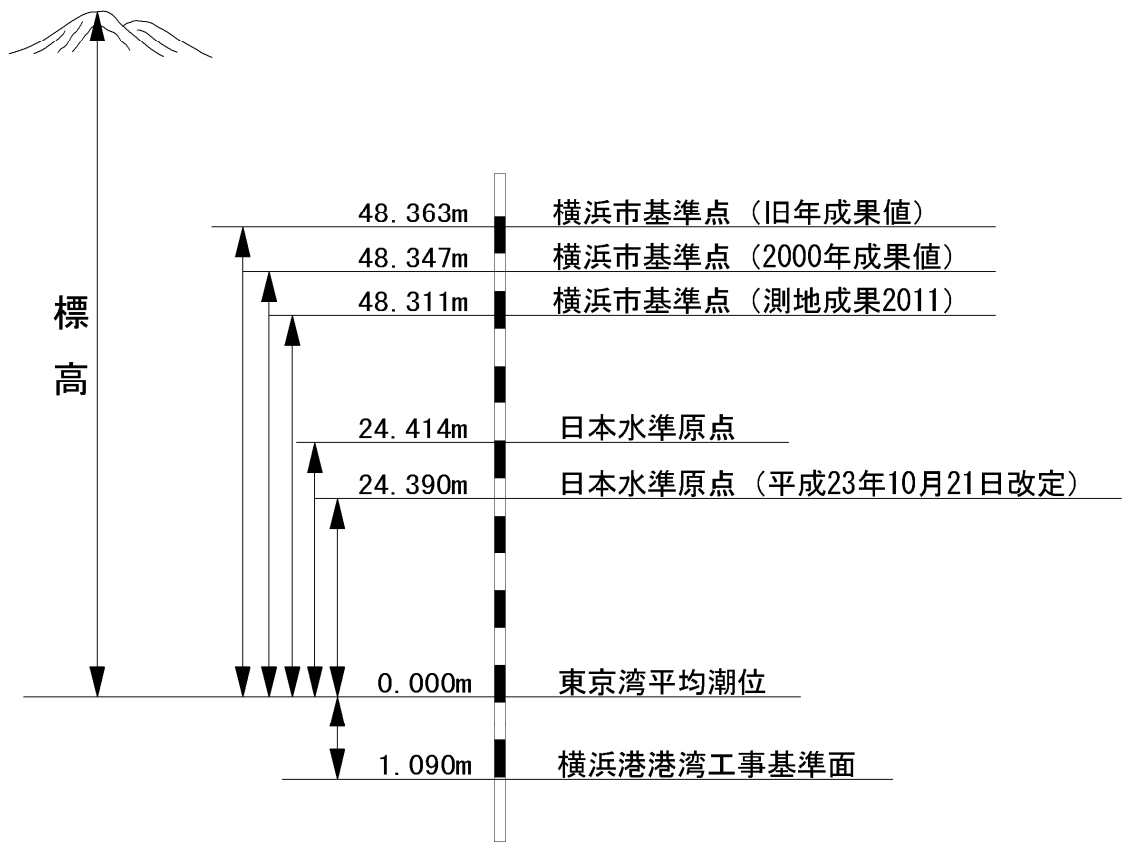 48.363m 横浜市基準点（旧年成果値）
48.347m 横浜市基準点（2000年成果値）
48.311m 横浜市基準点（測地成果2011）
標高
24.414m 日本水準原点
24.390m 日本水準原点（平成23年10月21日改定）
0.000m 東京湾平均潮位
1.090m 横浜港港湾工事基準面